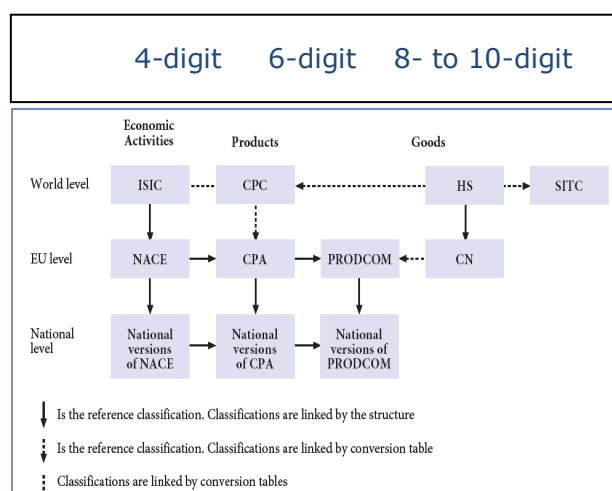 4-digit 6-digit 8- to 10-digit
Economic
Activities
Products
Goods
World level
ISIC
CPC
HS
SITC
EU level
NACE
CPA
PRODCOM
CN
National
level
National
versions
of NACE
National
versions
of CPA
National
versions of
PRODCOM
Is the reference classification. Classifications are linked by the structure
Is the reference classification. Classifications are linked by conversion table
Classifications are linked by conversion tables